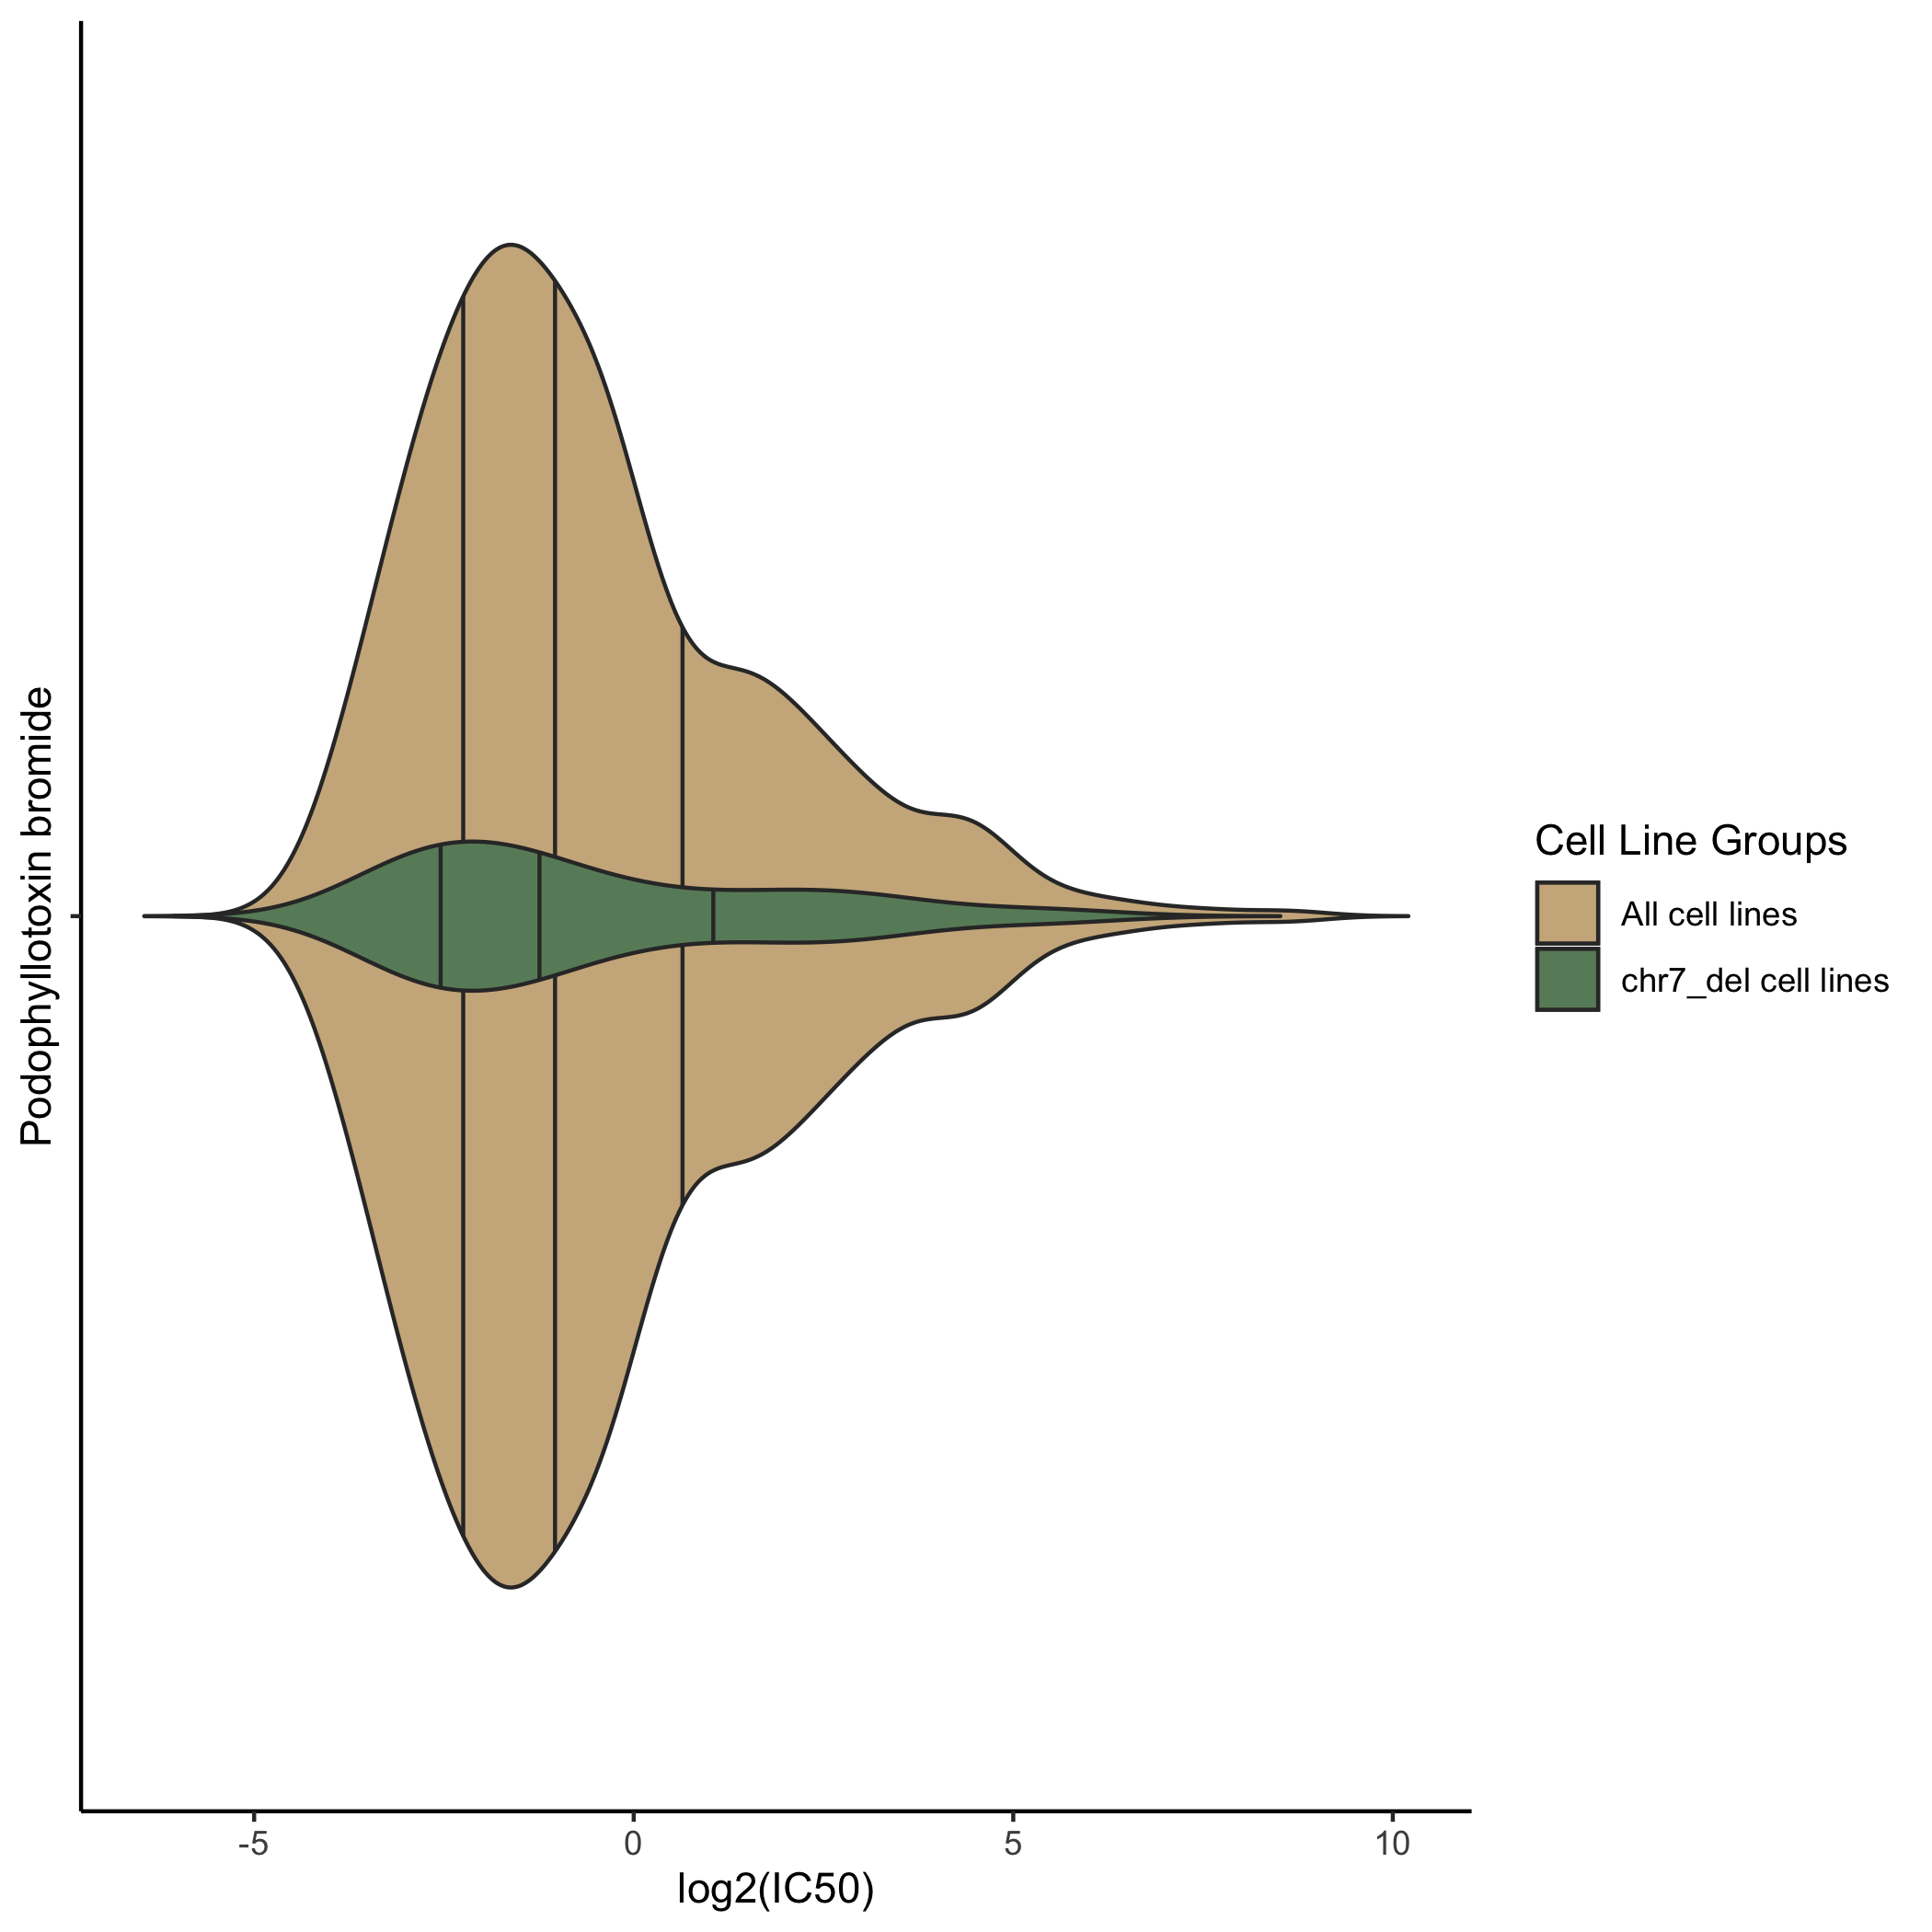 Podophyllotoxin bromide
Cell Line Groups
All cell lines
chr7_del cell lines
-5 0 5 10
log2(IC50)